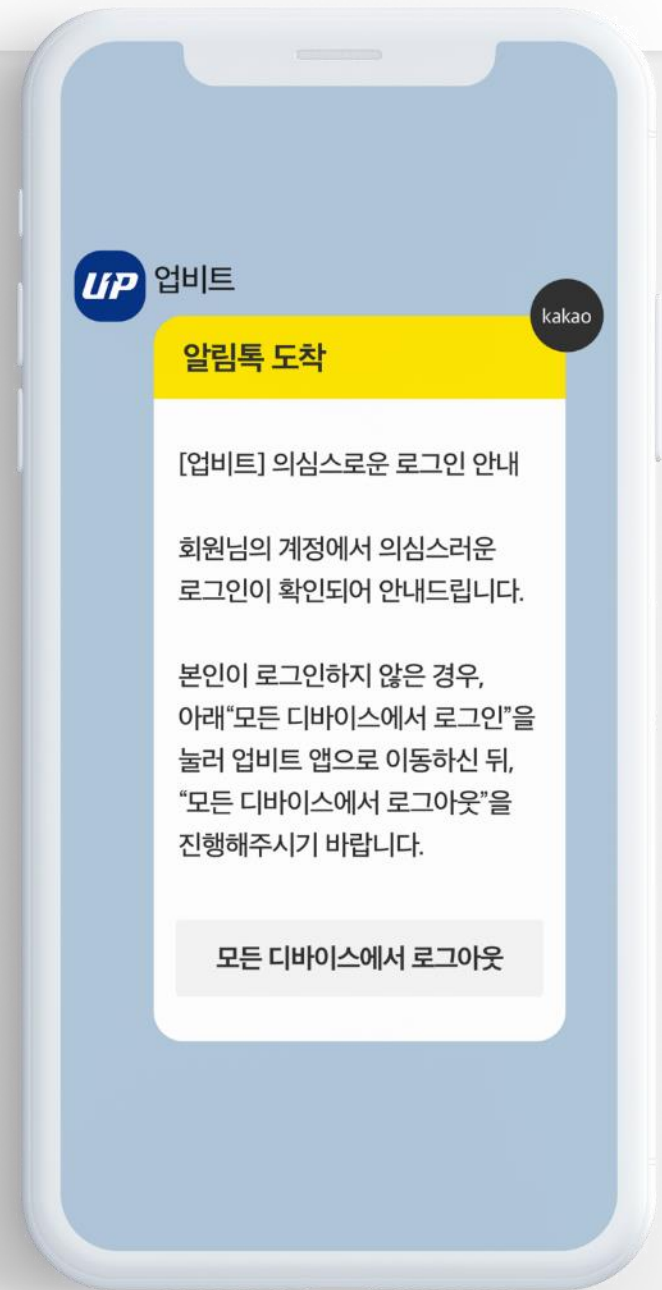 UP 업비트
kakao
알림톡 도착
[업비트] 의심스로운 로그인 안내
회원님의 계정에서 의심스러운
로그인이 확인되어 안내드립니다.
본인이 로그인하지 않은 경우,
아래“모든 디바이스에서 로그인”을
눌러 업비트 앱으로 이동하신 뒤,
“모든 디바이스에서 로그아웃”을
진행해주시기 바랍니다.
모든 디바이스에서 로그아웃